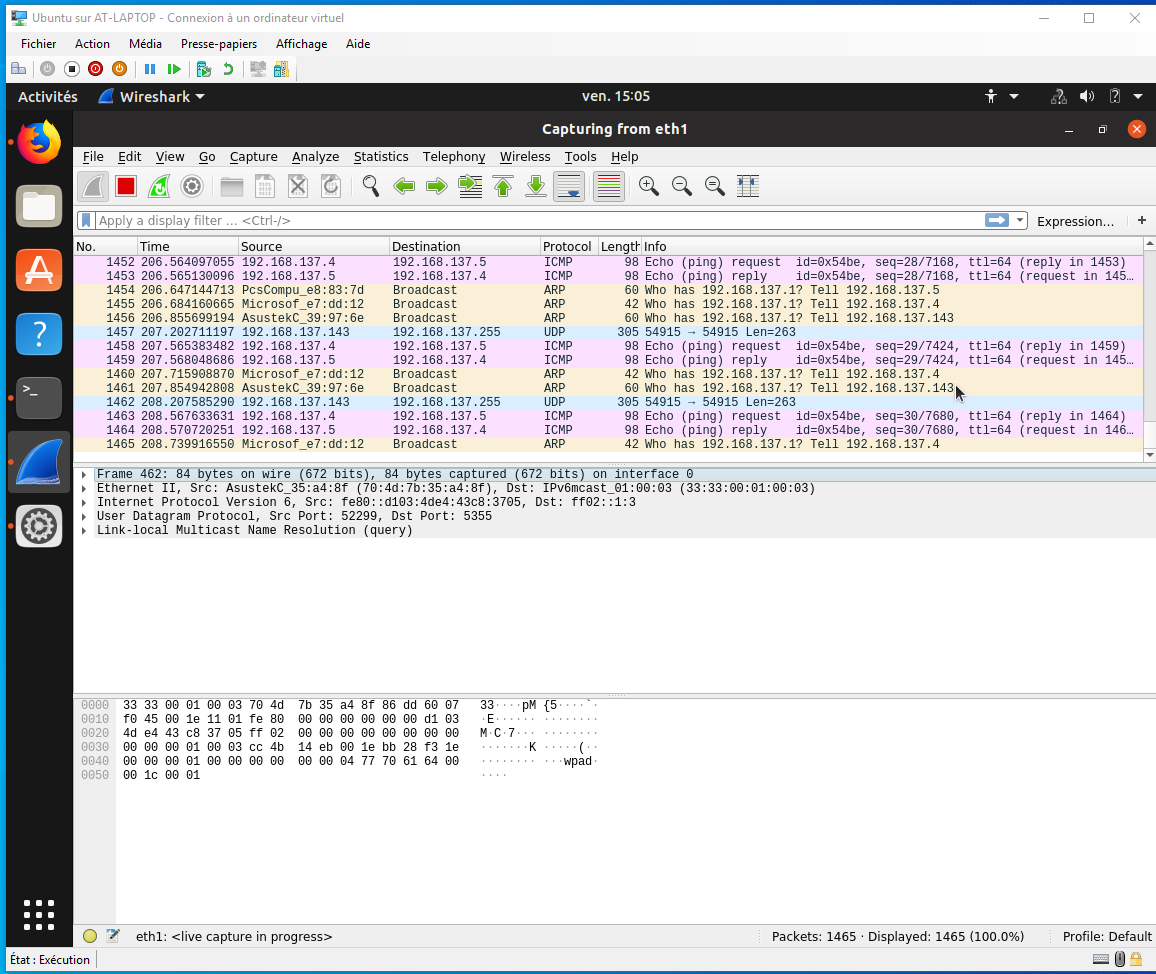 Ubuntu sur AT-LAPTOP - Connexion à un ordinateur virtuel
Fichier Action Média Presse-papiers Affichage Aide
Activités Wireshark ven. 15:05
Capturing from eth1
File Edit View Go Capture Analyze Statistics Telephony Wireless Tools Help
Apply a display filter ... <Ctrl-/> Expression... +
No. Time Source Destination Protocol Length Info
1452 206.564097055 192.168.137.4 192.168.137.5 ICMP 98 Echo (ping) request id=0x54be, seq=28/7168, ttl=64 (reply in 1453)
1453 206.565130096 192.168.137.5 192.168.137.4 ICMP 98 Echo (ping) reply id=0x54be, seq=28/7168, ttl=64 (request in 145…
1454 206.647144713 PcsCompu_e8:83:7d Broadcast ARP 60 Who has 192.168.137.1? Tell 192.168.137.5
1455 206.684160665 Microsof_e7:dd:12 Broadcast ARP 42 Who has 192.168.137.1? Tell 192.168.137.4
1456 206.855699194 AsustekC_39:97:6e Broadcast ARP 60 Who has 192.168.137.1? Tell 192.168.137.143
1457 207.202711197 192.168.137.143 192.168.137.255 UDP 305 54915 → 54915 Len=263
1458 207.565383482 192.168.137.4 192.168.137.5 ICMP 98 Echo (ping) request id=0x54be, seq=29/7424, ttl=64 (reply in 1459)
1459 207.568048686 192.168.137.5 192.168.137.4 ICMP 98 Echo (ping) reply id=0x54be, seq=29/7424, ttl=64 (request in 145…
1460 207.715908870 Microsof_e7:dd:12 Broadcast ARP 42 Who has 192.168.137.1? Tell 192.168.137.4
1461 207.854942808 AsustekC_39:97:6e Broadcast ARP 60 Who has 192.168.137.1? Tell 192.168.137.143
1462 208.207585290 192.168.137.143 192.168.137.255 UDP 305 54915 → 54915 Len=263
1463 208.567633631 192.168.137.4 192.168.137.5 ICMP 98 Echo (ping) request id=0x54be, seq=30/7680, ttl=64 (reply in 1464)
1464 208.570720251 192.168.137.5 192.168.137.4 ICMP 98 Echo (ping) reply id=0x54be, seq=30/7680, ttl=64 (request in 146…
1465 208.739916550 Microsof_e7:dd:12 Broadcast ARP 42 Who has 192.168.137.1? Tell 192.168.137.4
Frame 462: 84 bytes on wire (672 bits), 84 bytes captured (672 bits) on interface 0
Ethernet II, Src: AsustekC_35:a4:8f (70:4d:7b:35:a4:8f), Dst: IPv6mcast_01:00:03 (33:33:00:01:00:03)
Internet Protocol Version 6, Src: fe80::d103:4de4:43c8:3705, Dst: ff02::1:3
User Datagram Protocol, Src Port: 52299, Dst Port: 5355
Link-local Multicast Name Resolution (query)
0000 33 33 00 01 00 03 70 4d 7b 35 a4 8f 86 dd 60 07 33····pM {5····`·
0010 f0 45 00 1e 11 01 fe 80 00 00 00 00 00 00 d1 03 ·E······ ········
0020 4d e4 43 c8 37 05 ff 02 00 00 00 00 00 00 00 00 M·C·7··· ········
0030 00 00 00 01 00 03 cc 4b 14 eb 00 1e bb 28 f3 1e ·······K ·····(··
0040 00 00 00 01 00 00 00 00 00 00 04 77 70 61 64 00 ········ ···wpad·
0050 00 1c 00 01 ····
eth1: <live capture in progress> Packets: 1465 · Displayed: 1465 (100.0%) Profile: Default
État : Exécution